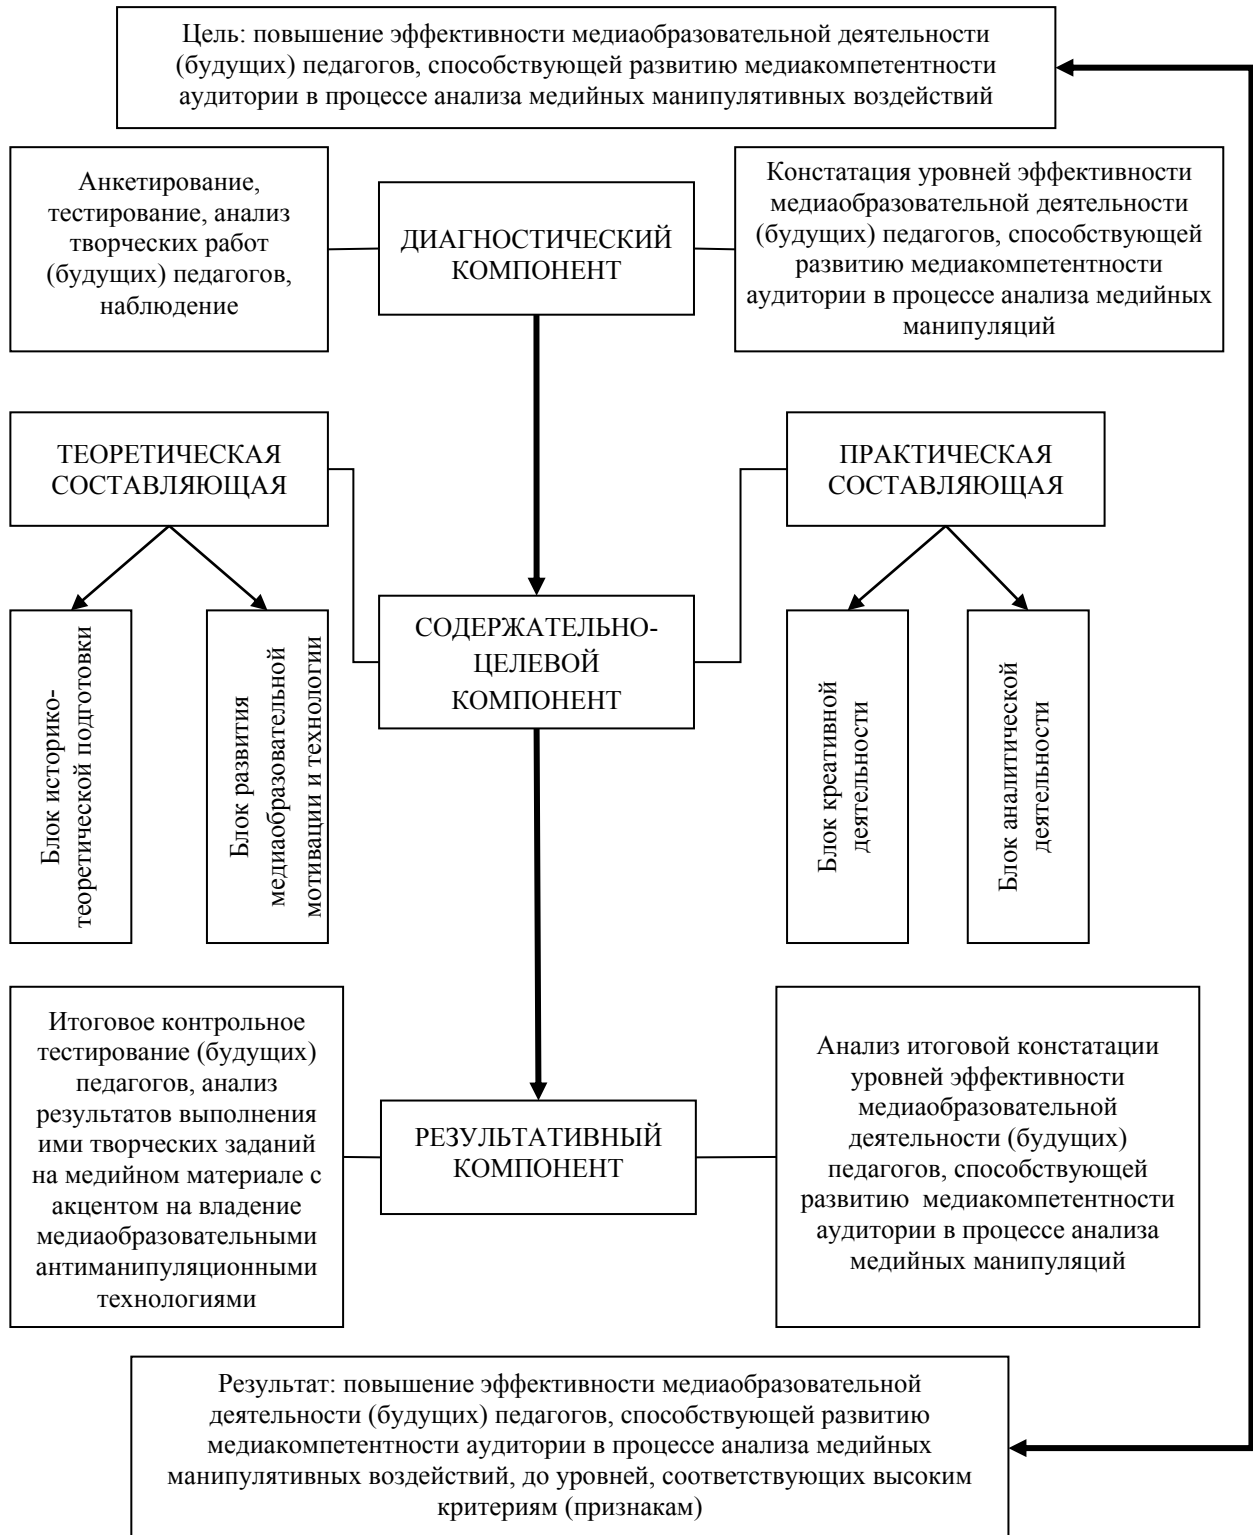 Цель: повышение эффективности медиаобразовательной деятельности
(будущих) педагогов, способствующей развитию медиакомпетентности
аудитории в процессе анализа медийных манипулятивных воздействий
Анкетирование,
тестирование, анализ
творческих работ
(будущих) педагогов,
наблюдение
ДИАГНОСТИЧЕСКИЙ
КОМПОНЕНТ
Констатация уровней эффективности
медиаобразовательной деятельности
(будущих) педагогов, способствующей
развитию медиакомпетентности
аудитории в процессе анализа медийных
манипуляций
ТЕОРЕТИЧЕСКАЯ
СОСТАВЛЯЮЩАЯ
ПРАКТИЧЕСКАЯ
СОСТАВЛЯЮЩАЯ
Блок историко-
теоретической подготовки
Блок развития
медиаобразовательной
мотивации и технологии
СОДЕРЖАТЕЛЬНО-
ЦЕЛЕВОЙ
КОМПОНЕНТ
Блок креативной
деятельности
Блок аналитической
деятельности
Итоговое контрольное
тестирование (будущих)
педагогов, анализ
результатов выполнения
ими творческих заданий
на медийном материале с
акцентом на владение
медиаобразовательными
антиманипуляционными
технологиями
РЕЗУЛЬТАТИВНЫЙ
КОМПОНЕНТ
Анализ итоговой констатации
уровней эффективности
медиаобразовательной
деятельности (будущих)
педагогов, способствующей
развитию медиакомпетентности
аудитории в процессе анализа
медийных манипуляций
Результат: повышение эффективности медиаобразовательной
деятельности (будущих) педагогов, способствующей развитию
медиакомпетентности аудитории в процессе анализа медийных
манипулятивных воздействий, до уровней, соответствующих высоким
критериям (признакам)